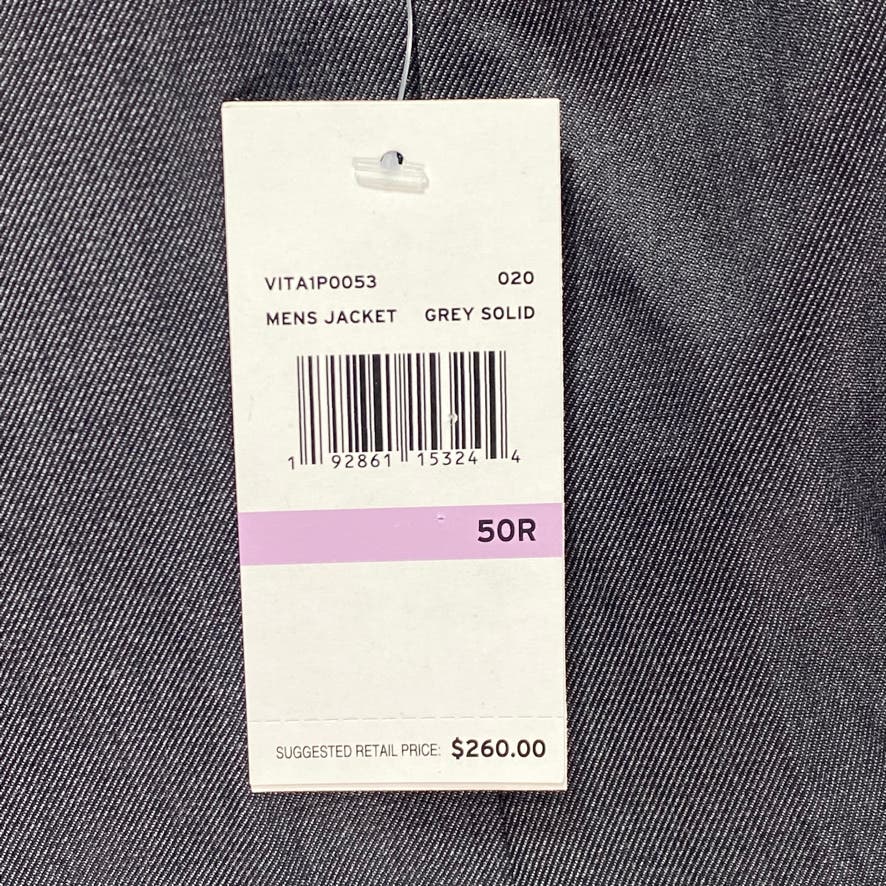 VITA1P0053 020
MENS JACKET GREY SOLID
1 92861 15324 4
50R
SUGGESTED RETAIL PRICE: $260.00